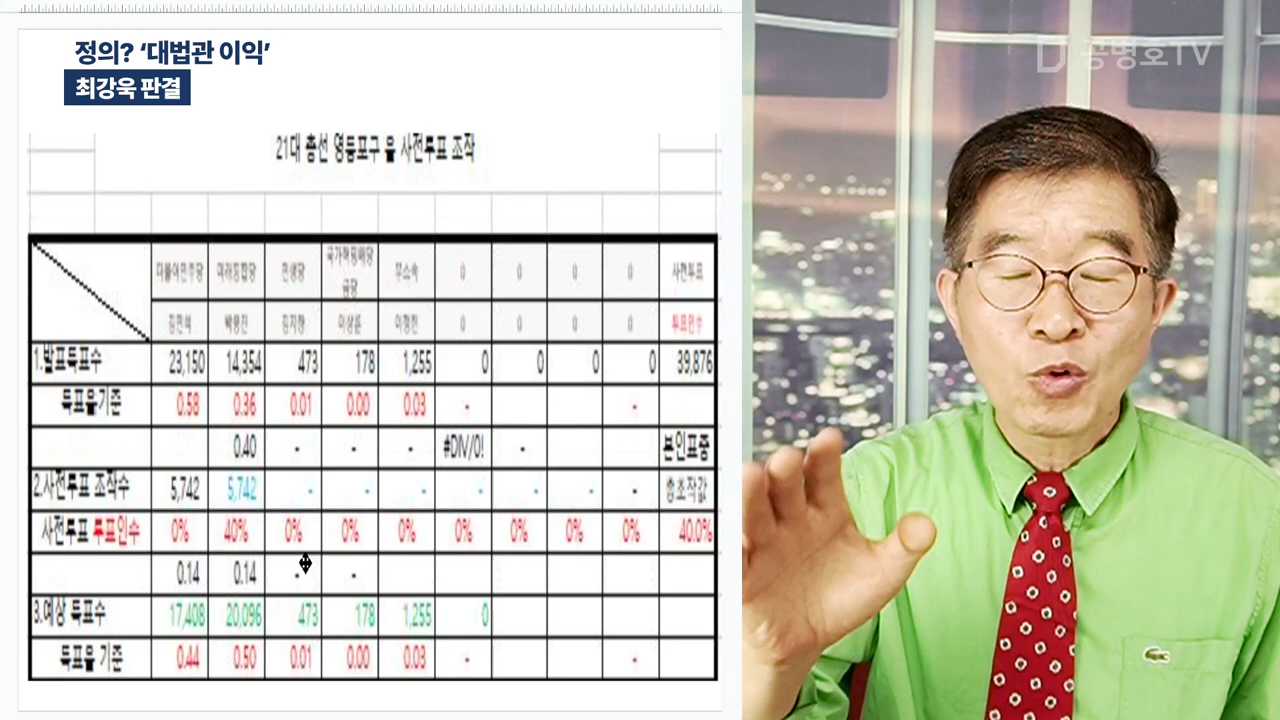 정의? ‘대법관 이익’
최강욱 판결
공병호TV
21대 총선 영등포구 을 사전투표 조작
더불어민주당 미래통합당 민생당 국가혁명배당금당 무소속 0 0 0 0 사전투표
김민석 박용찬 0 0 0 0 투표인수
1.발표득표수 23,150 14,354 473 178 1,255 0 0 0 0 39,876
득표율기준 0.58 0.36 0.01 0.00 0.03 - -
0.40 - - - #DIV/0! - 본인표중
2.사전투표 조작수 5,742 5,742 - - - - - - - 총조작값
사전투표 투표인수 0% 40% 0% 0% 0% 0% 0% 0% 0% 40.0%
0.14 0.14 - -
3.예상 득표수 17,408 20,096 473 178 1,255 0
득표율 기준 0.44 0.50 0.01 0.00 0.03 - -